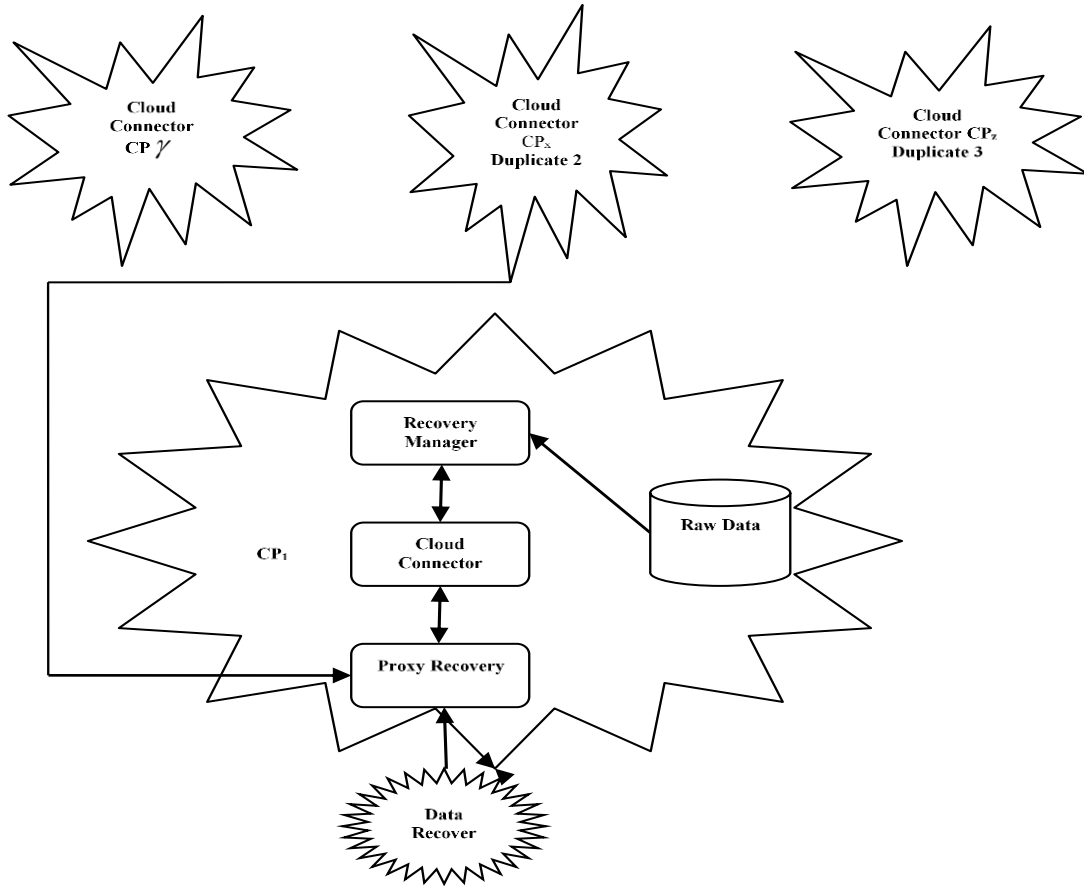 Cloud
Connector
CP γ
Cloud
Connector
CPx
Duplicate 2
Cloud
Connector CPz
Duplicate 3
Recovery
Manager
Raw Data
Cloud
Connector
CP1
Proxy Recovery
Data
Recover